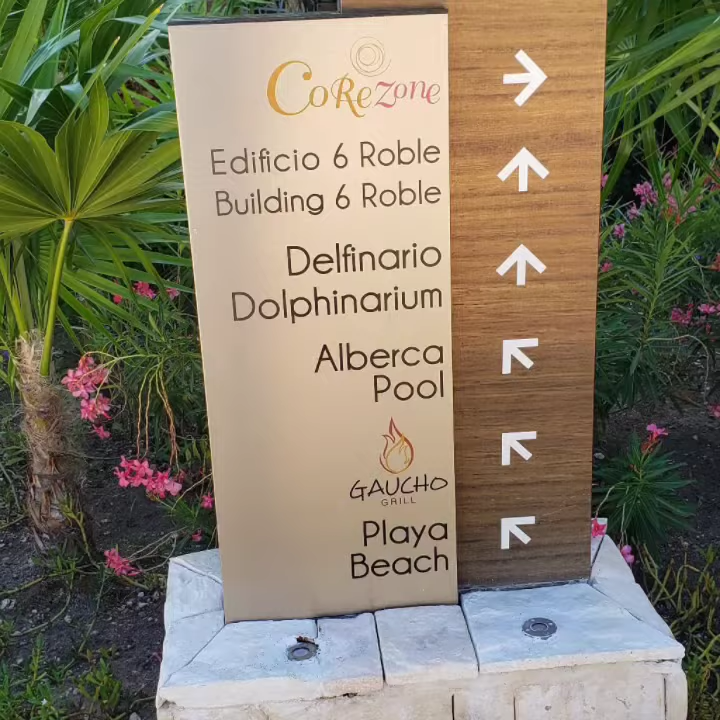 CoRezone
Edificio 6 Roble
Building 6 Roble
Delfinario
Dolphinarium
Alberca
Pool
GAUCHO
GRILL
Playa
Beach